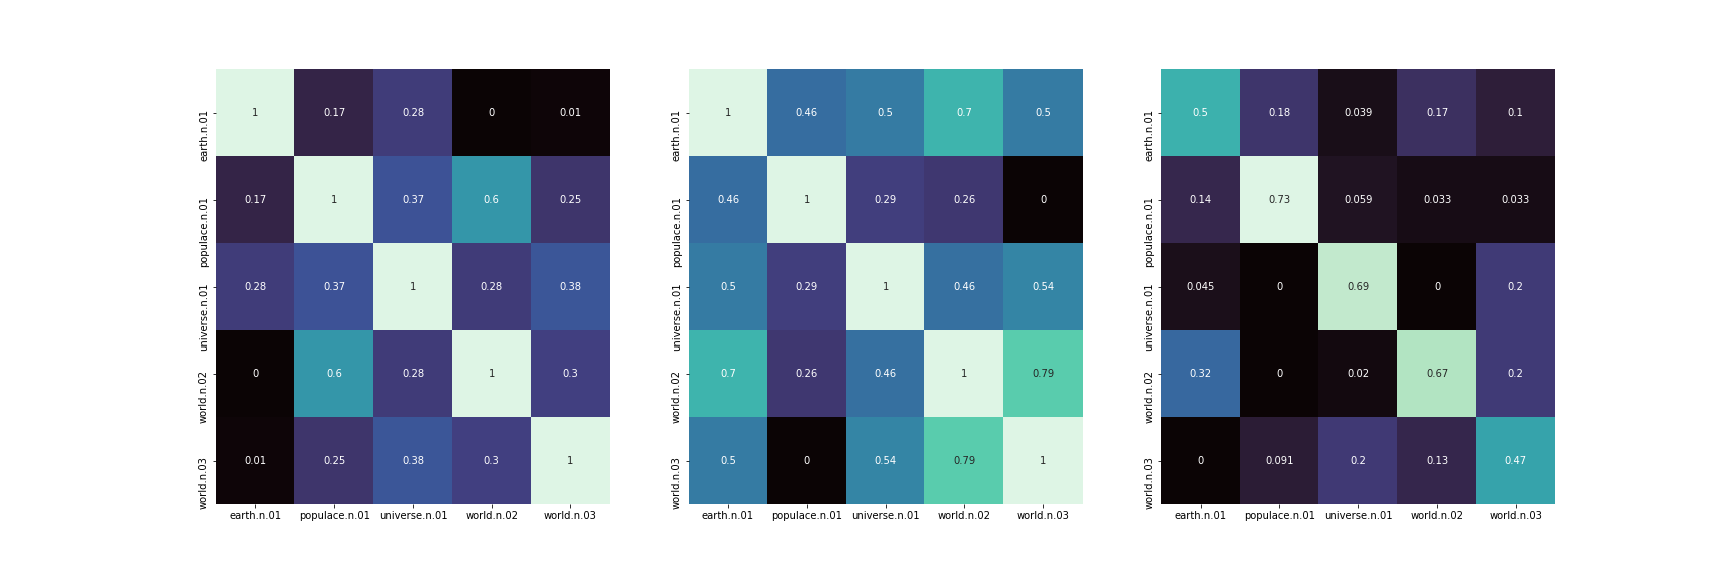 earth.n.01 1 0.17 0.28 0 0.01
populace.n.01 0.17 1 0.37 0.6 0.25
universe.n.01 0.28 0.37 1 0.28 0.38
world.n.02 0 0.6 0.28 1 0.3
world.n.03 0.01 0.25 0.38 0.3 1
earth.n.01 populace.n.01 universe.n.01 world.n.02 world.n.03
earth.n.01 1 0.46 0.5 0.7 0.5
populace.n.01 0.46 1 0.29 0.26 0
universe.n.01 0.5 0.29 1 0.46 0.54
world.n.02 0.7 0.26 0.46 1 0.79
world.n.03 0.5 0 0.54 0.79 1
earth.n.01 populace.n.01 universe.n.01 world.n.02 world.n.03
earth.n.01 0.5 0.18 0.039 0.17 0.1
populace.n.01 0.14 0.73 0.059 0.033 0.033
universe.n.01 0.045 0 0.69 0 0.2
world.n.02 0.32 0 0.02 0.67 0.2
world.n.03 0 0.091 0.2 0.13 0.47
earth.n.01 populace.n.01 universe.n.01 world.n.02 world.n.03